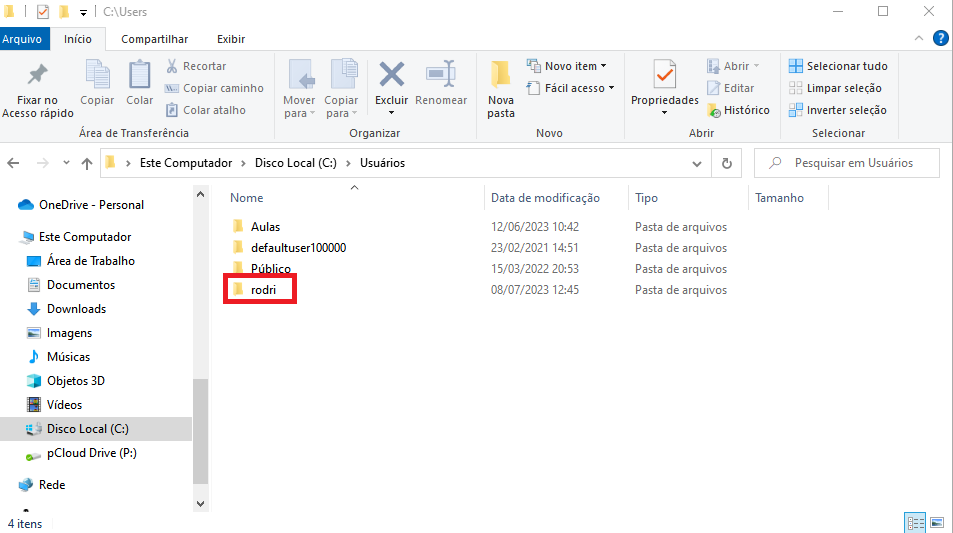 C:\Users
Arquivo Início Compartilhar Exibir
Fixar no Acesso rápido
Copiar
Colar
Recortar
Copiar caminho
Colar atalho
Área de Transferência
Mover para
Copiar para
Excluir
Renomear
Organizar
Nova pasta
Novo item
Fácil acesso
Novo
Propriedades
Abrir
Editar
Histórico
Abrir
Selecionar tudo
Limpar seleção
Inverter seleção
Selecionar
Este Computador > Disco Local (C:) > Usuários
Pesquisar em Usuários
OneDrive - Personal
Este Computador
Área de Trabalho
Documentos
Downloads
Imagens
Músicas
Objetos 3D
Vídeos
Disco Local (C:)
pCloud Drive (P:)
Rede
Nome Data de modificação Tipo Tamanho
Aulas 12/06/2023 10:42 Pasta de arquivos
defaultuser100000 23/02/2021 14:51 Pasta de arquivos
Público 15/03/2022 20:53 Pasta de arquivos
rodri 08/07/2023 12:45 Pasta de arquivos
4 itens